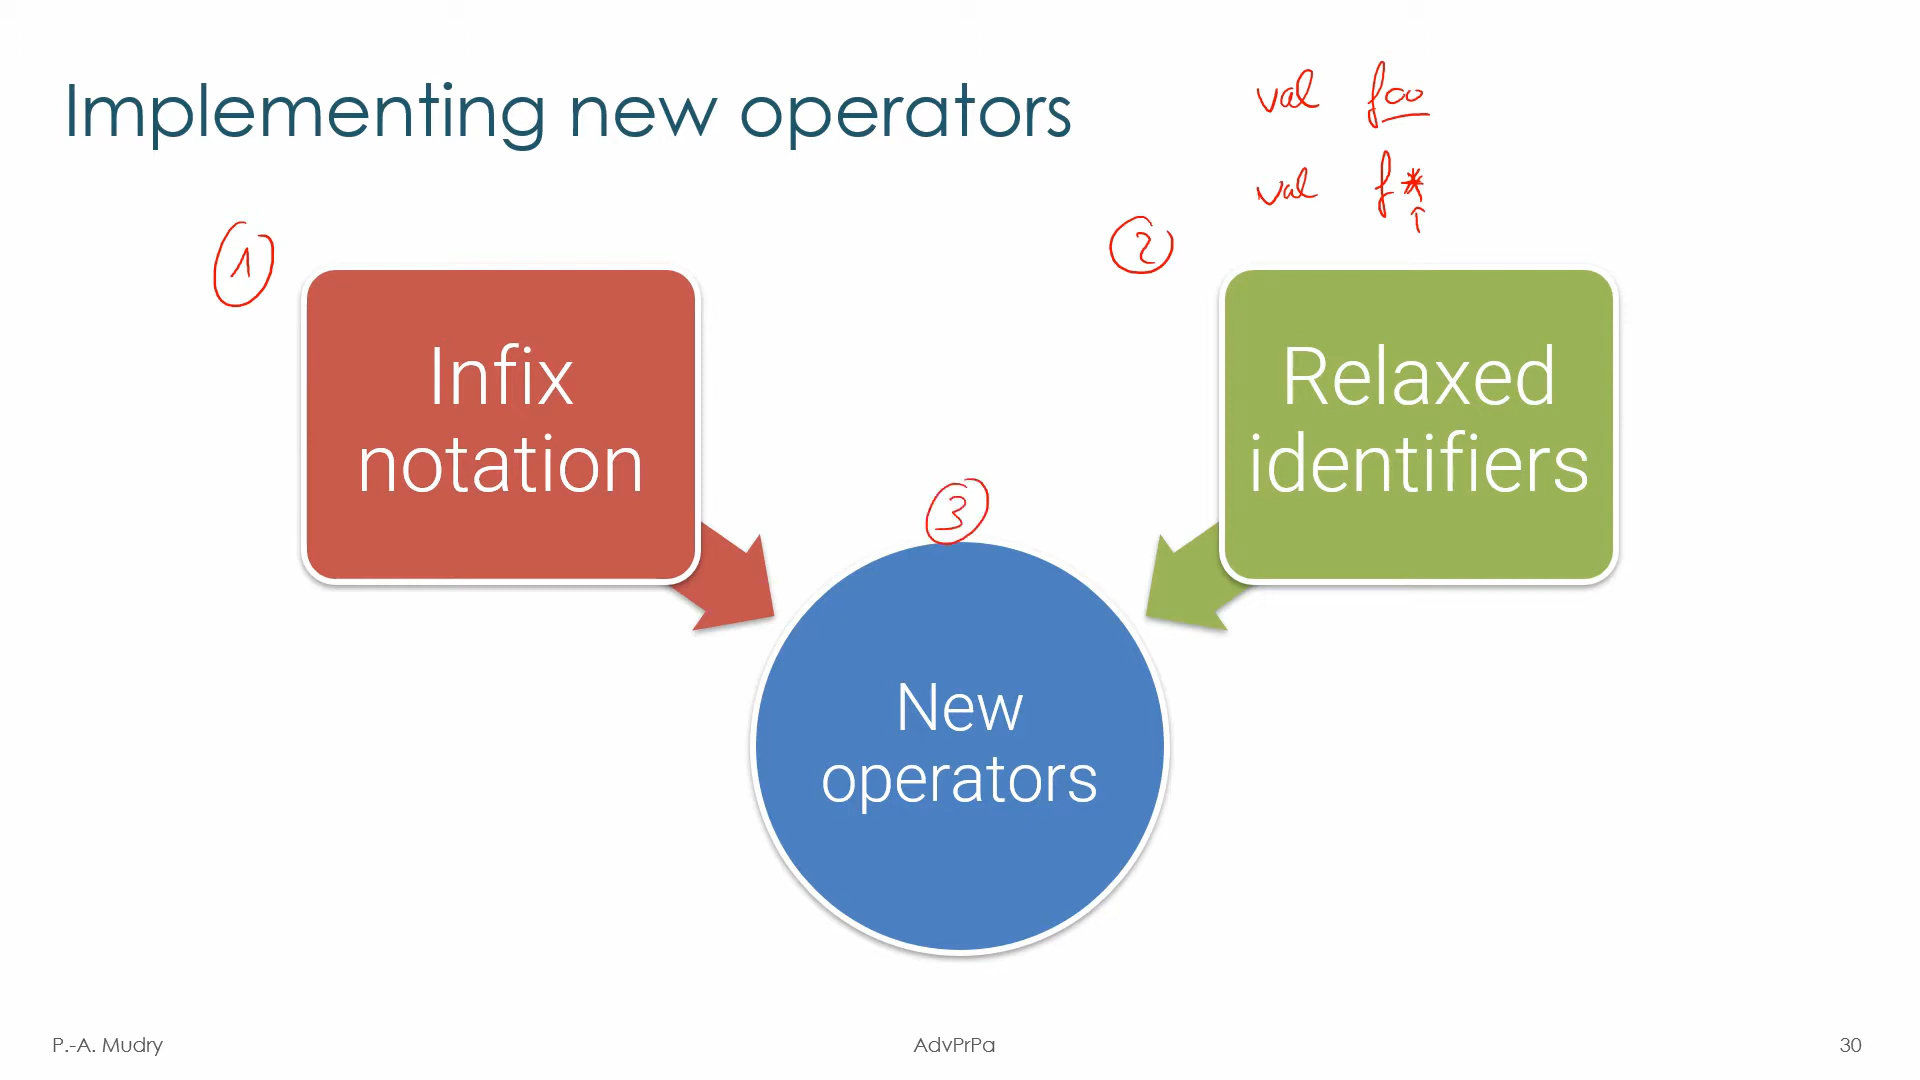 Implementing new operators
val foo
val f*
1
2
Infix
notation
Relaxed
identifiers
3
New
operators
P.-A. Mudry
AdvPrPa
30